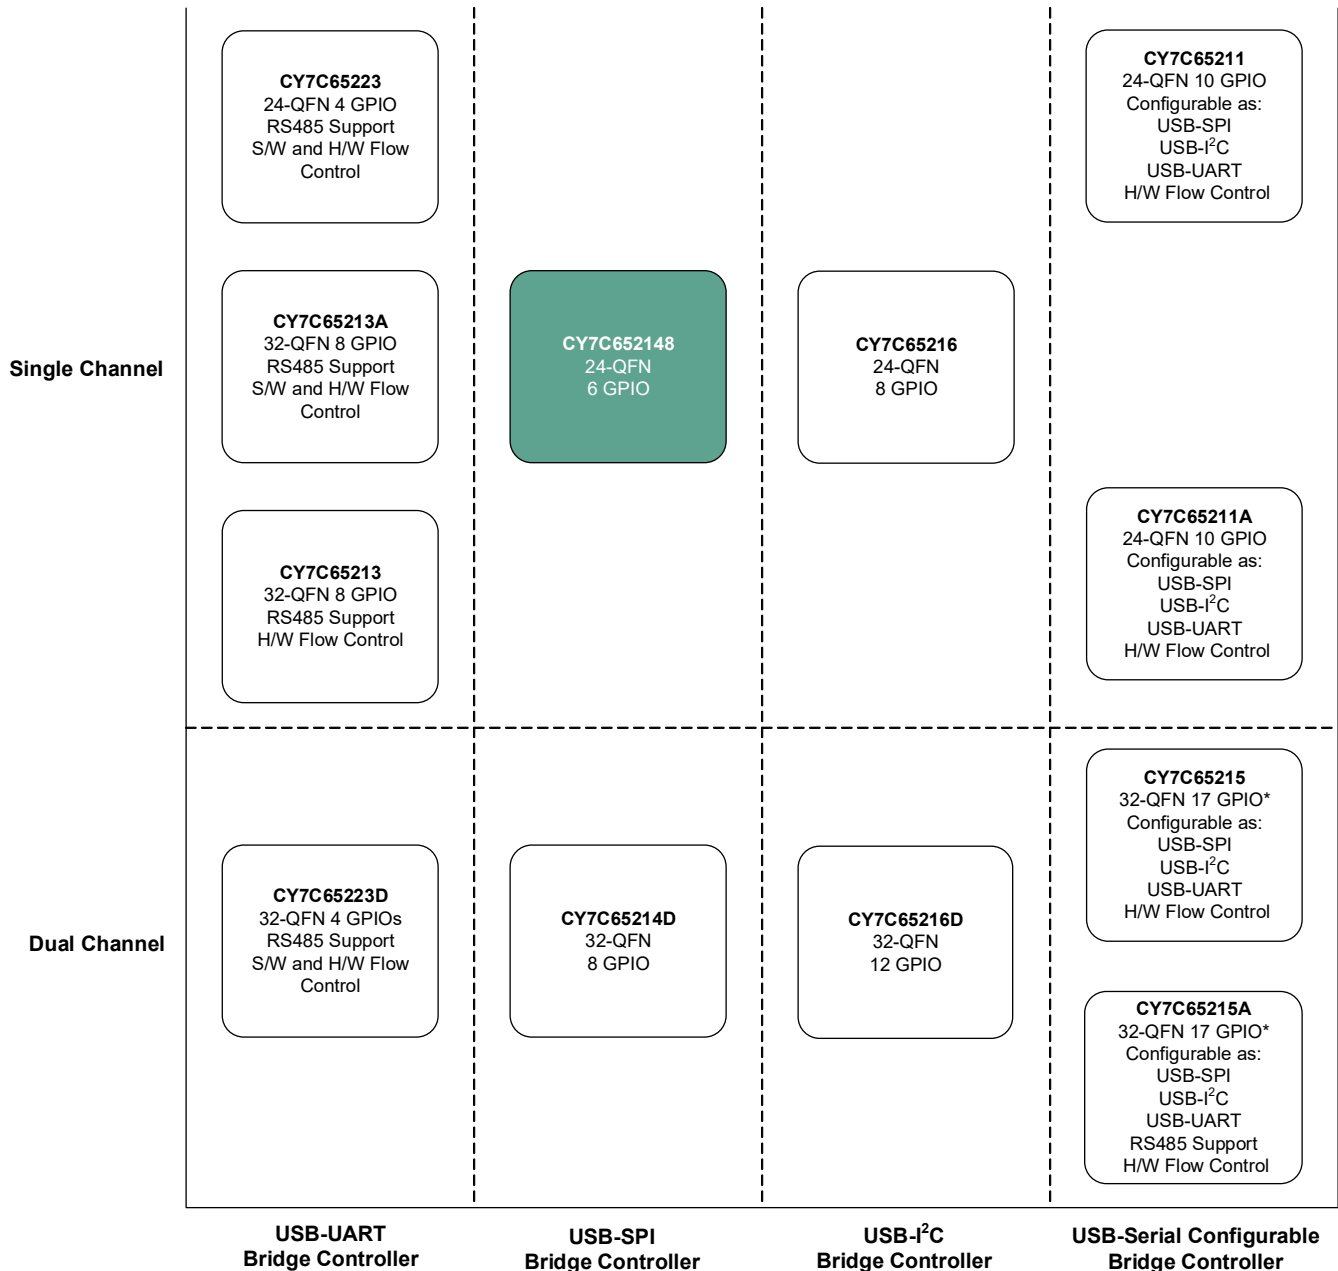 CY7C65223
24-QFN 4 GPIO
RS485 Support
S/W and H/W Flow
Control
CY7C65211
24-QFN 10 GPIO
Configurable as:
USB-SPI
USB-I²C
USB-UART
H/W Flow Control
Single Channel
CY7C65213A
32-QFN 8 GPIO
RS485 Support
S/W and H/W Flow
Control
CY7C652148
24-QFN
6 GPIO
CY7C65216
24-QFN
8 GPIO
CY7C65213
32-QFN 8 GPIO
RS485 Support
H/W Flow Control
CY7C65211A
24-QFN 10 GPIO
Configurable as:
USB-SPI
USB-I²C
USB-UART
H/W Flow Control
Dual Channel
CY7C65223D
32-QFN 4 GPIOs
RS485 Support
S/W and H/W Flow
Control
CY7C65214D
32-QFN
8 GPIO
CY7C65216D
32-QFN
12 GPIO
CY7C65215
32-QFN 17 GPIO*
Configurable as:
USB-SPI
USB-I²C
USB-UART
H/W Flow Control
CY7C65215A
32-QFN 17 GPIO*
Configurable as:
USB-SPI
USB-I²C
USB-UART
RS485 Support
H/W Flow Control
USB-UART
Bridge Controller
USB-SPI
Bridge Controller
USB-I²C
Bridge Controller
USB-Serial Configurable
Bridge Controller